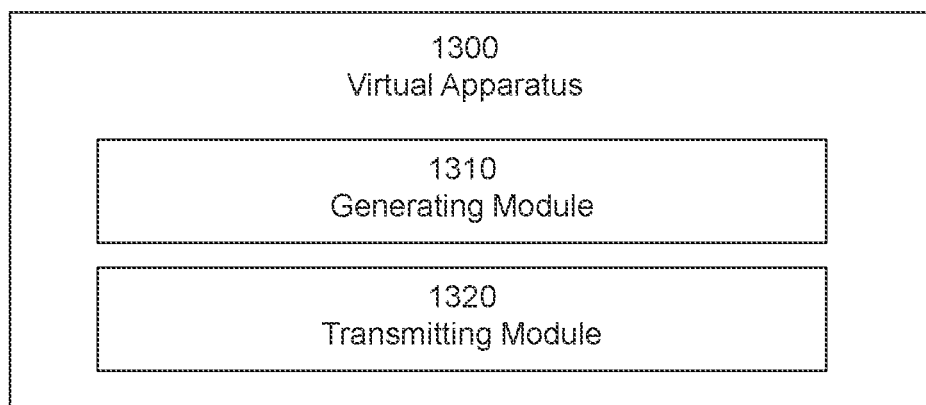 1300
Virtual Apparatus
1310
Generating Module
1320
Transmitting Module